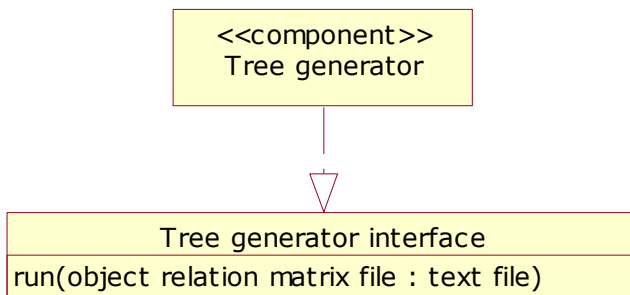 <<component>>
Tree generator
Tree generator interface
run(object relation matrix file : text file)